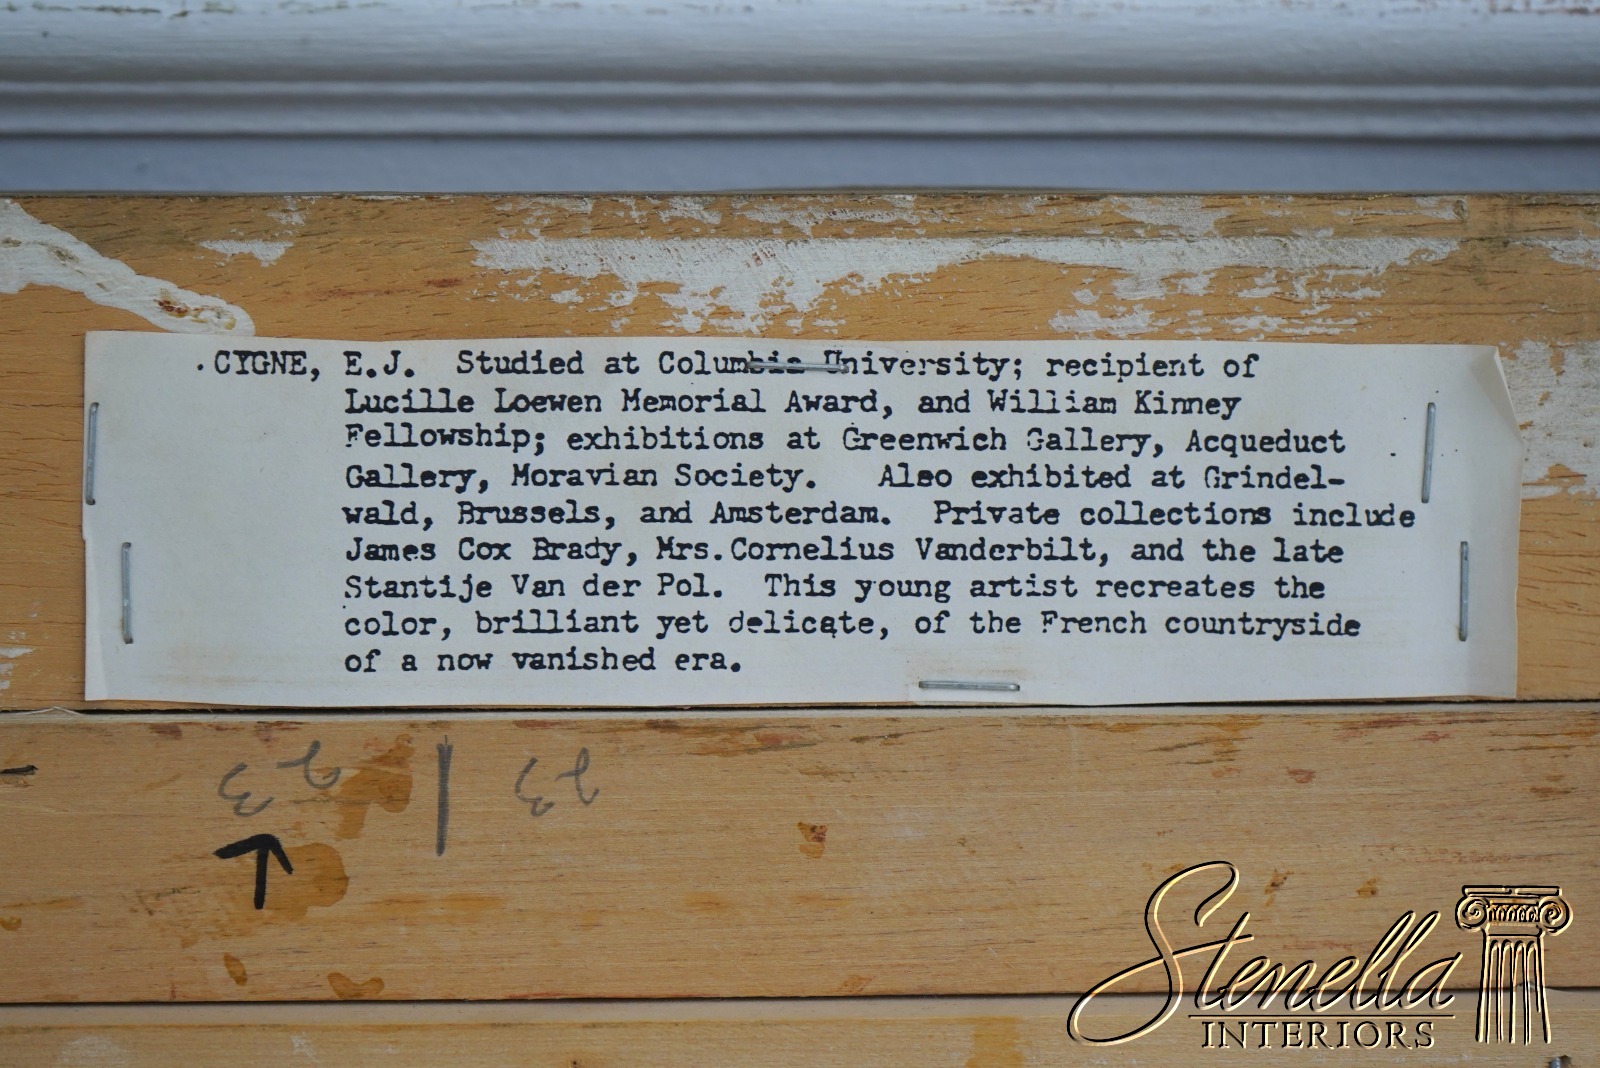 CYGNE, E.J. Studied at Columbia University; recipient of
Lucille Loewen Memorial Award, and William Kinney
Fellowship; exhibitions at Greenwich Gallery, Acqueduct
Gallery, Moravian Society. Also exhibited at Grindel-
wald, Brussels, and Amsterdam. Private collections include
James Cox Brady, Mrs.Cornelius Vanderbilt, and the late
Stantije Van der Pol. This young artist recreates the
color, brilliant yet delicate, of the French countryside
of a now vanished era.
Stenella
INTERIORS